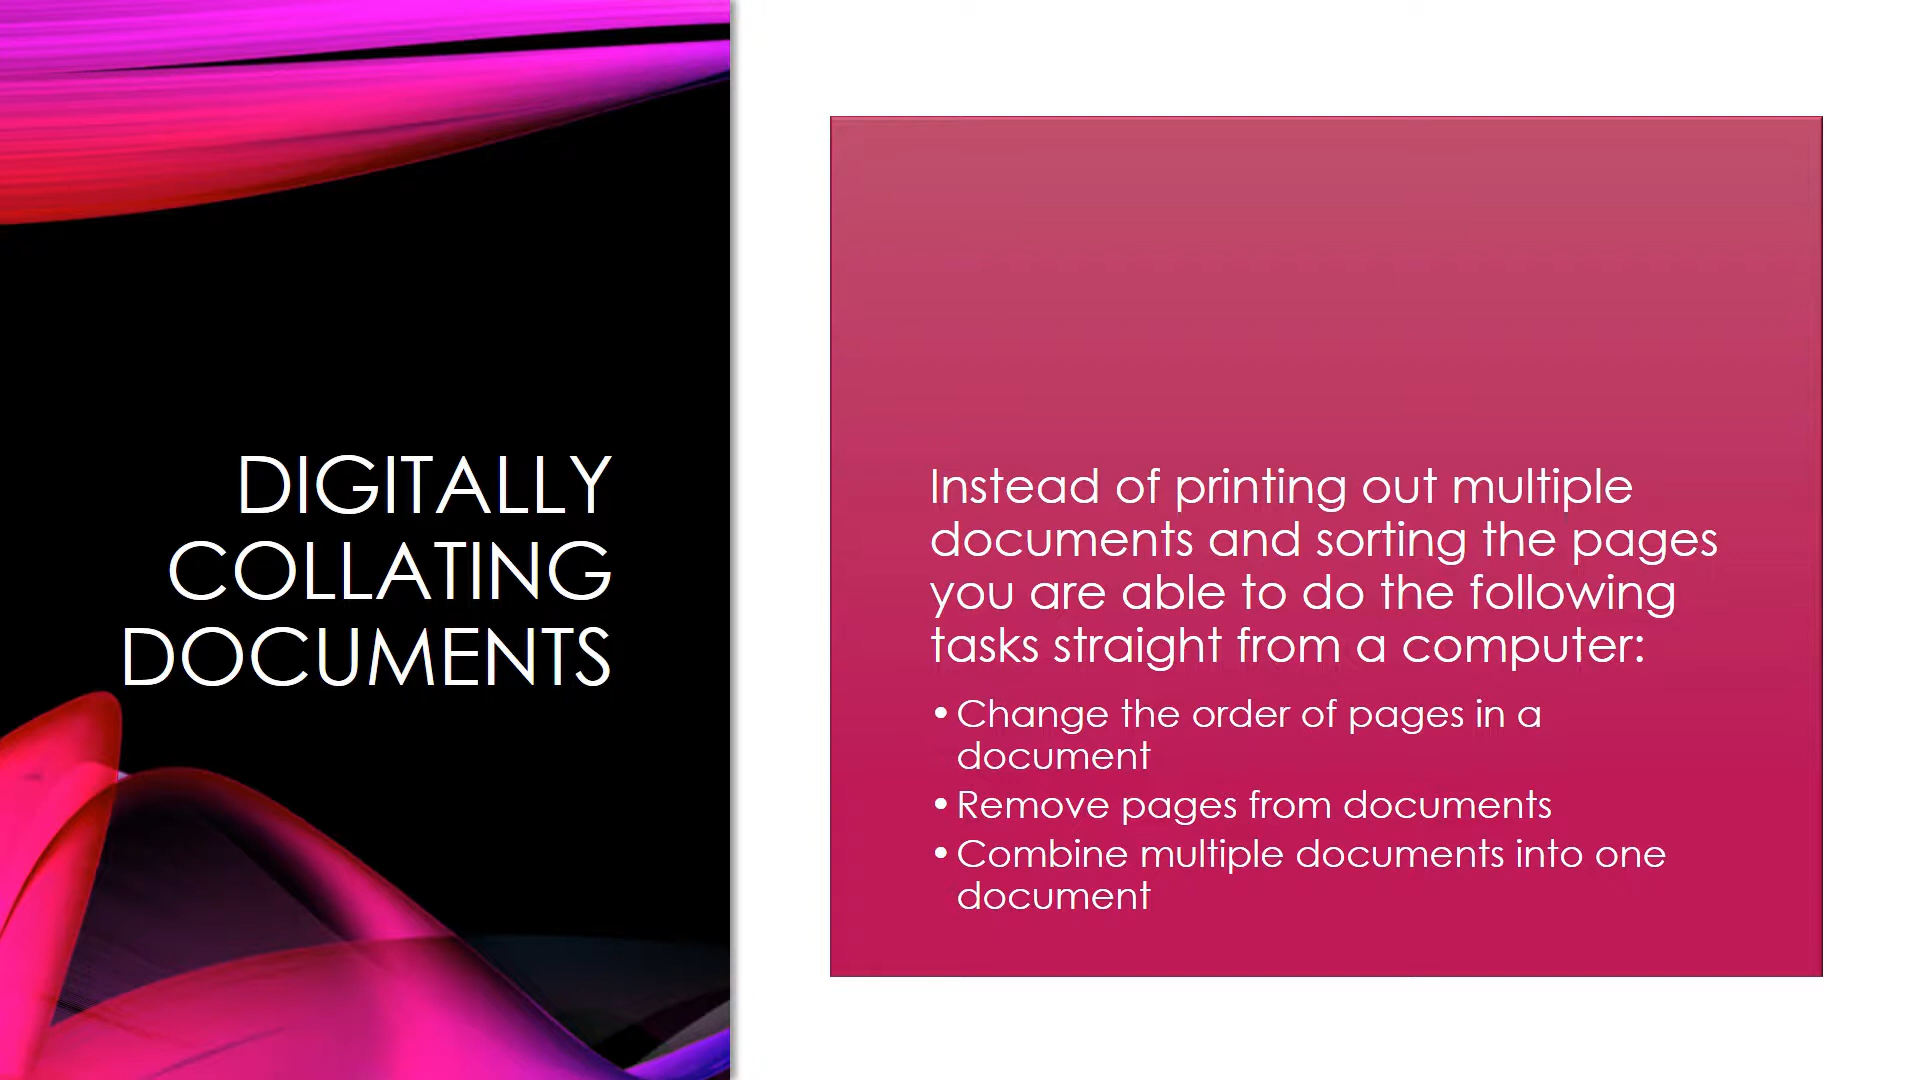 DIGITALLY
COLLATING
DOCUMENTS
Instead of printing out multiple
documents and sorting the pages
you are able to do the following
tasks straight from a computer:
• Change the order of pages in a
document
• Remove pages from documents
• Combine multiple documents into one
document